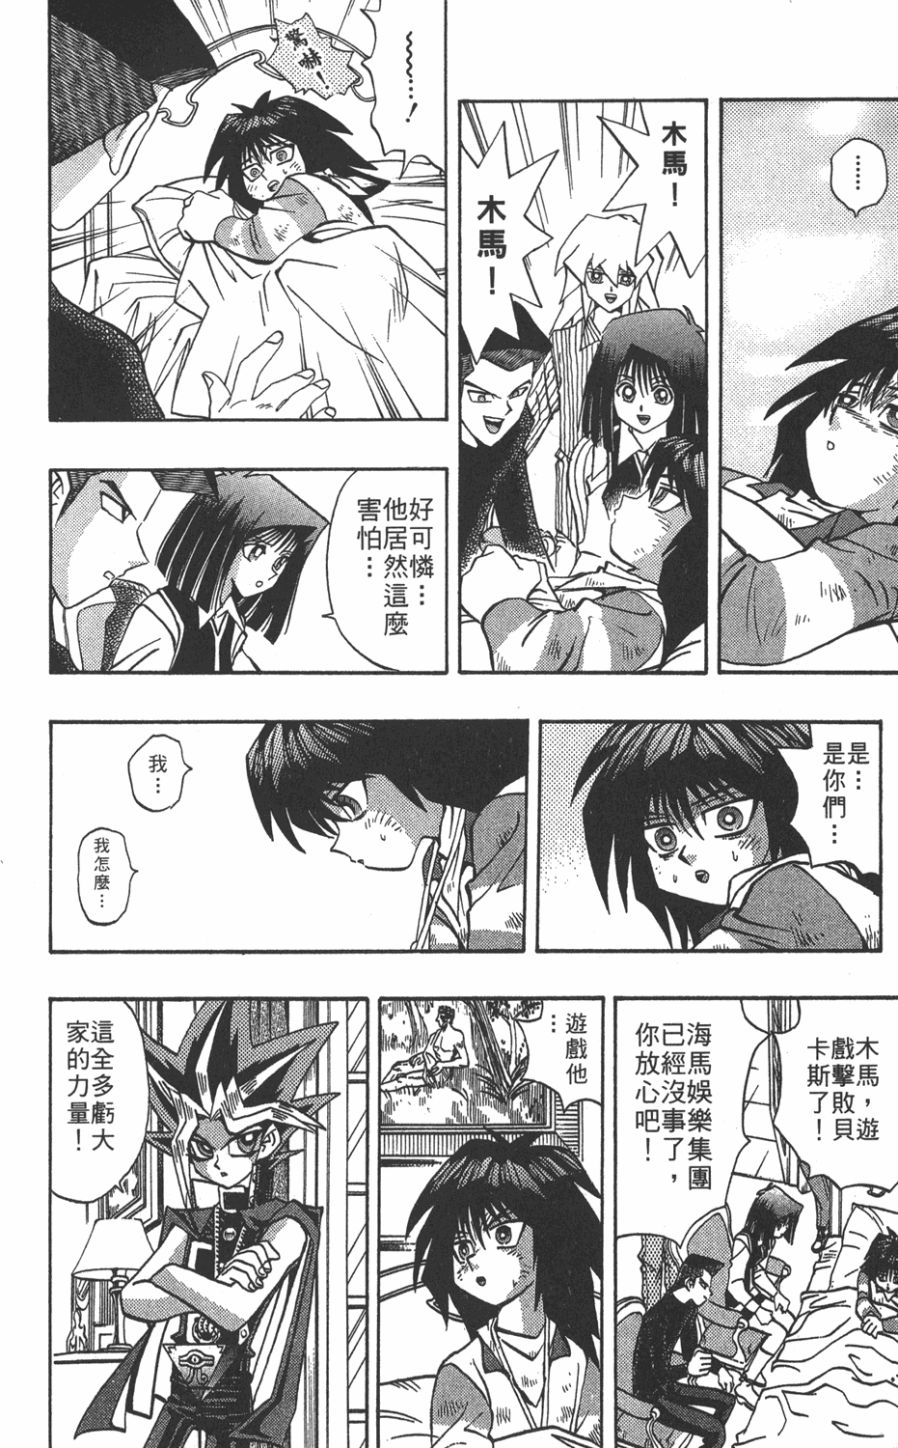 ……
木馬！
木馬！
……！
驚嚇！
好可憐…
他居然這麼
害怕…
是…
是你們…
我…
我怎麼…
木馬，遊
戲擊敗貝
卡斯了！
海馬娛樂集團
已經沒事了，
你放心吧！
遊戲他
…
這全多虧大
家的力量！